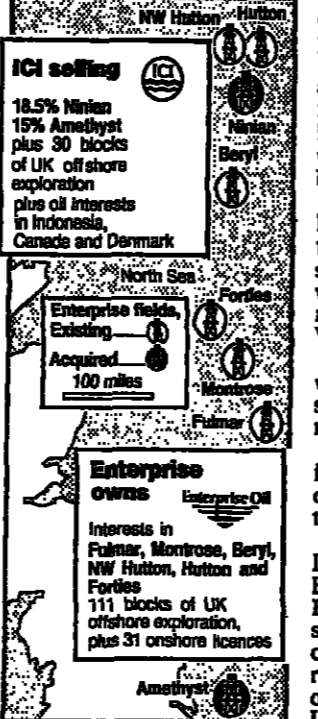 NW Hutton Hutton
ICI selling
ICI
18.5% Ninian
15% Amethyst
plus 30 blocks
of UK offshore
exploration
plus oil interests
in Indonesia,
Canada and Denmark
Ninian
Beryl
North Sea
Enterprise fields,
Existing
Acquired
100 miles
Forties
Montrose
Fulmar
Enterprise
owns
Enterprise Oil
Interests in
Fulmar, Montrose, Beryl,
NW Hutton, Hutton and
Forties
111 blocks of UK
offshore exploration,
plus 31 onshore licences
Amethyst